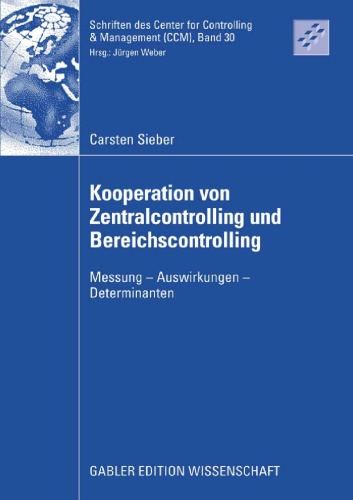 Schriften des Center for Controlling
& Management (CCM), Band 30
Hrsg.: Jürgen Weber
Carsten Sieber
Kooperation von
Zentralcontrolling und
Bereichscontrolling
Messung – Auswirkungen –
Determinanten
GABLER EDITION WISSENSCHAFT